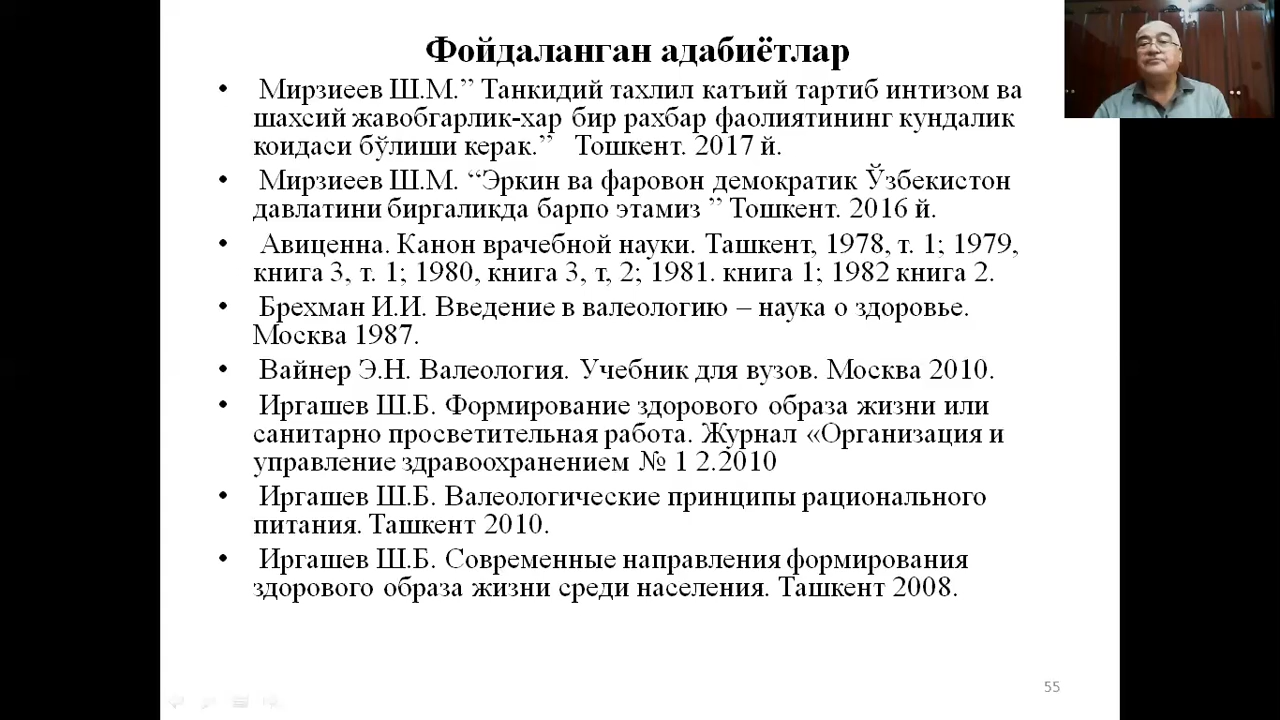 Фойдаланган адабиётлар
• Мирзиеев Ш.М.” Танкидий тахлил катъий тартиб интизом ва
шахсий жавобгарлик-хар бир рахбар фаолиятининг кундалик
коидаси бўлиши керак.” Тошкент. 2017 й.
• Мирзиеев Ш.М. “Эркин ва фаровон демократик Ўзбекистон
давлатини биргаликда барпо этамиз ” Тошкент. 2016 й.
• Авиценна. Канон врачебной науки. Ташкент, 1978, т. 1; 1979,
книга 3, т. 1; 1980, книга 3, т, 2; 1981. книга 1; 1982 книга 2.
• Брехман И.И. Введение в валеологию – наука о здоровье.
Москва 1987.
• Вайнер Э.Н. Валеология. Учебник для вузов. Москва 2010.
• Иргашев Ш.Б. Формирование здорового образа жизни или
санитарно просветительная работа. Журнал «Организация и
управление здравоохранением № 1 2.2010
• Иргашев Ш.Б. Валеологические принципы рационального
питания. Ташкент 2010.
• Иргашев Ш.Б. Современные направления формирования
здорового образа жизни среди населения. Ташкент 2008.
55